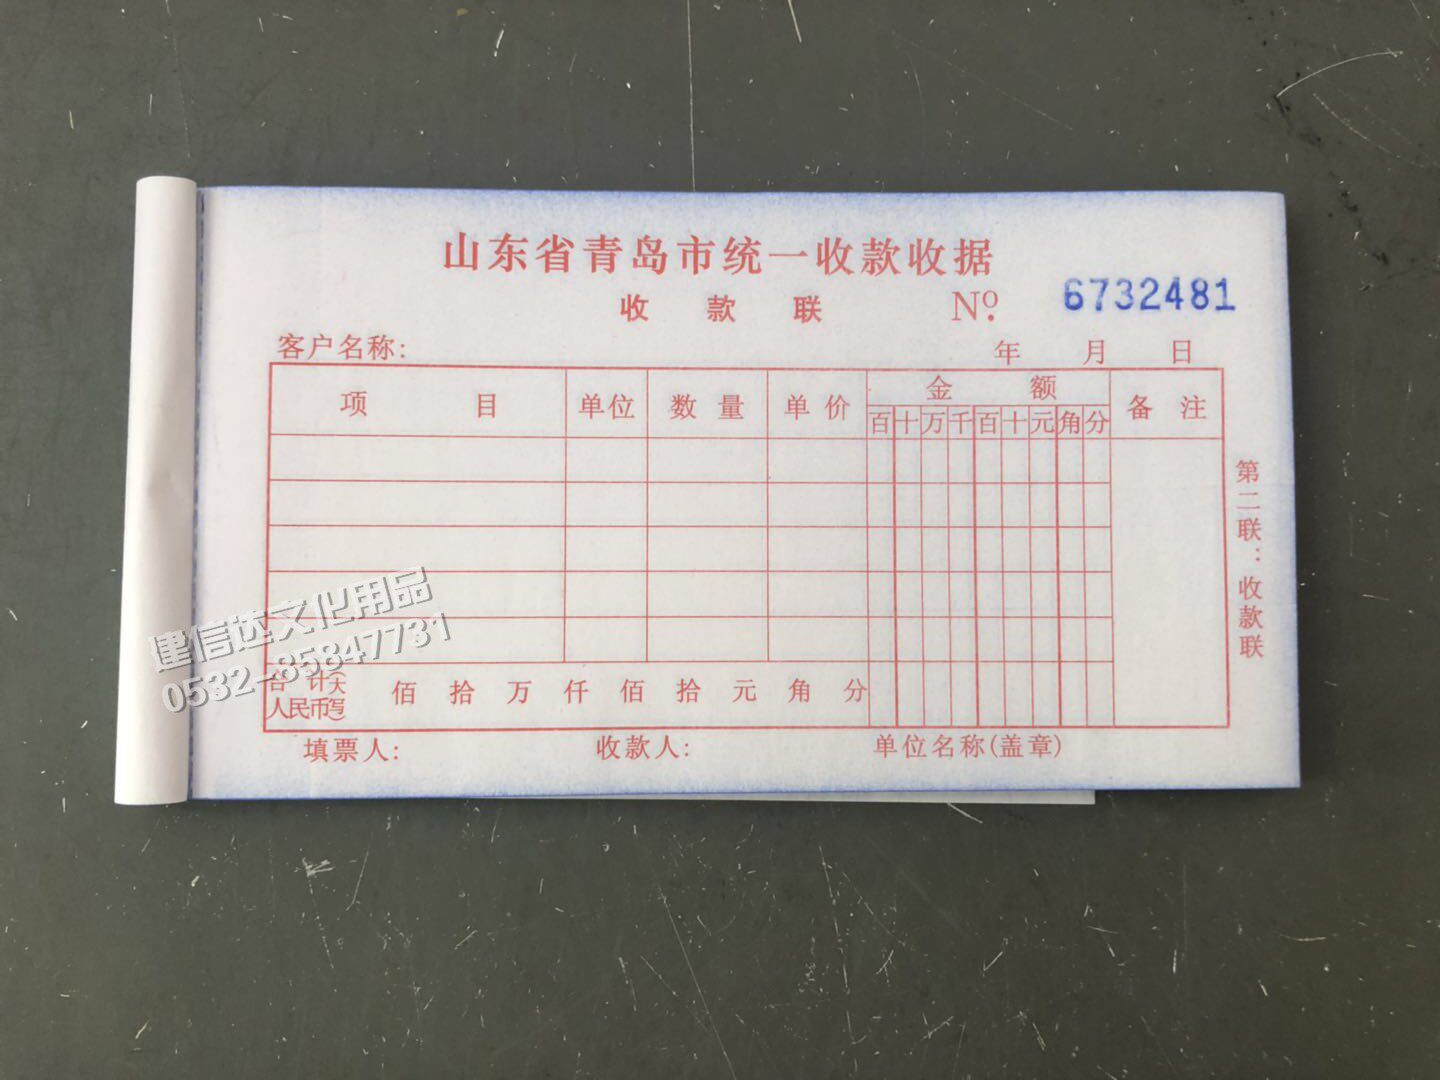 山东省青岛市统一收款收据
收 款 联 Nº. 6732481
客户名称: 年 月 日
项 目 单位 数 量 单 价 金 额 备 注
百 十 万 千 百 十 元 角 分
第二联:收款联
合 计(大写)
人民币 佰 拾 万 仟 佰 拾 元 角 分
填票人: 收款人: 单位名称(盖章)
建信达文化用品
0532-85847731